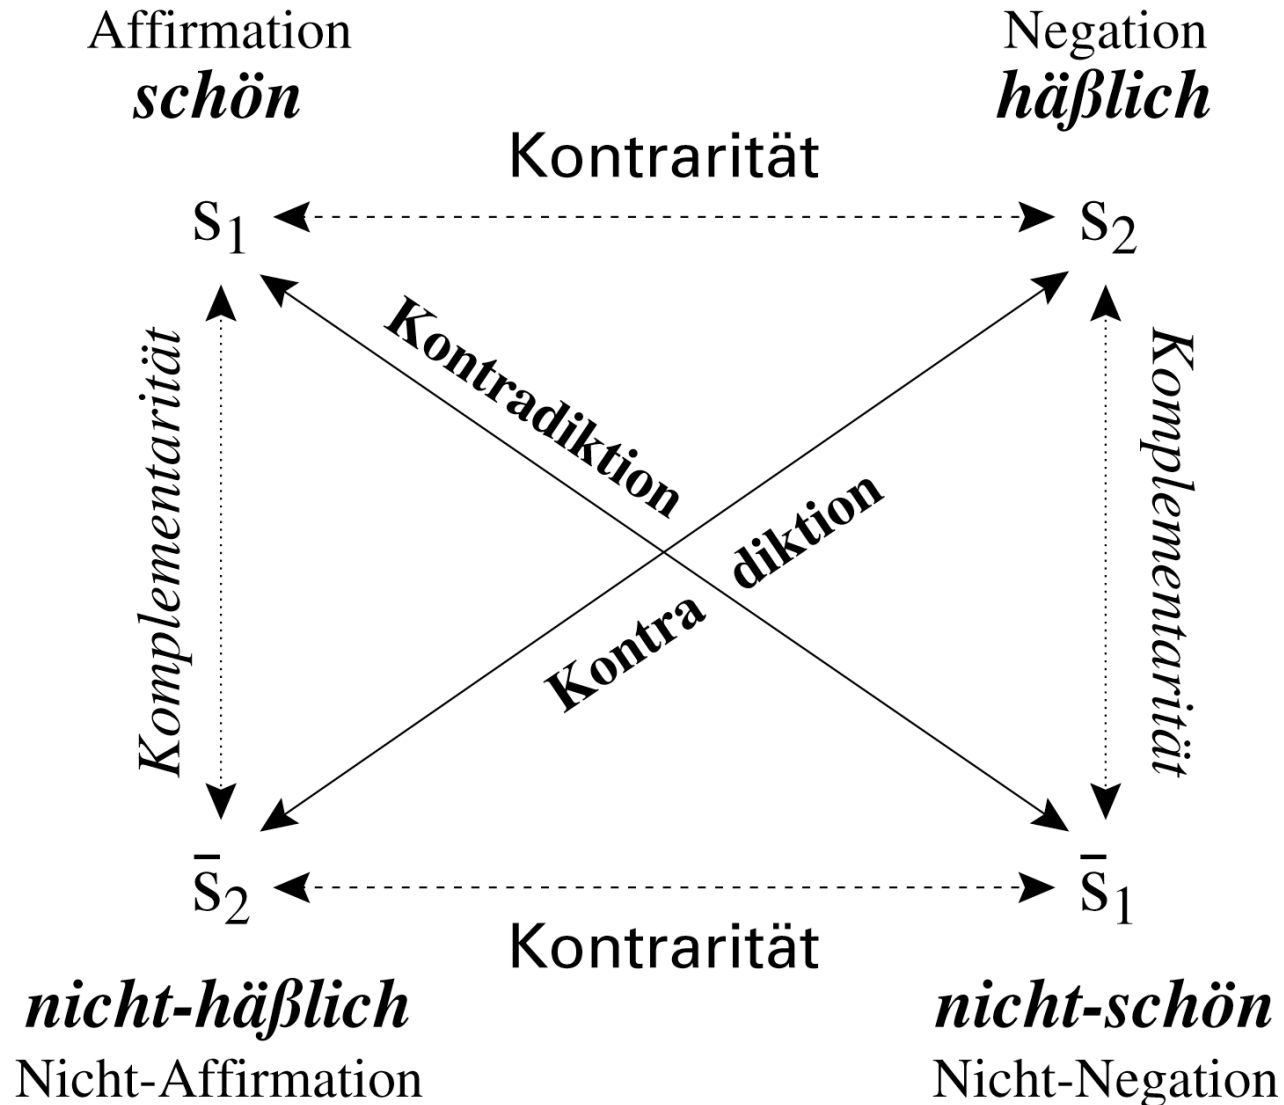 Affirmation
schön
Negation
häßlich
Kontrarität
S1
S2
Komplementarität
Kontradiktion
Kontra diktion
Komplementarität
S̄2
S̄1
Kontrarität
nicht-häßlich
Nicht-Affirmation
nicht-schön
Nicht-Negation